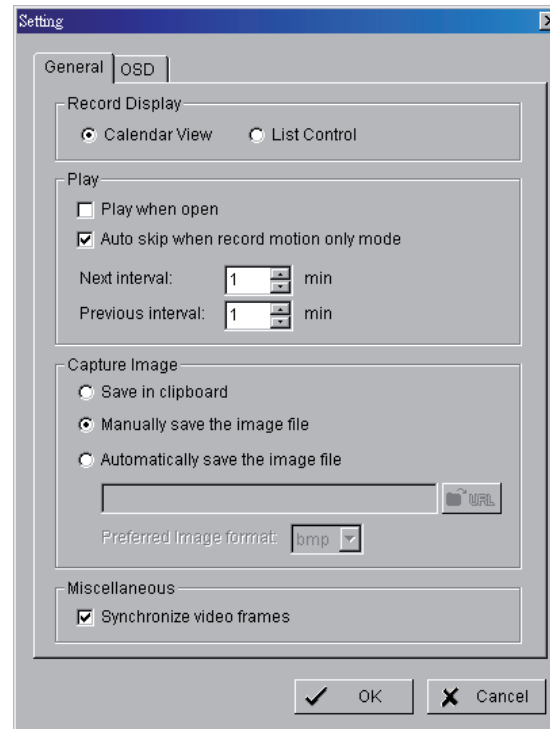 Setting
General OSD
Record Display
Calendar View List Control
Play
Play when open
Auto skip when record motion only mode
Next interval: 1 min
Previous interval: 1 min
Capture Image
Save in clipboard
Manually save the image file
Automatically save the image file
URL
Preferred Image format: bmp
Miscellaneous
Synchronize video frames
OK Cancel